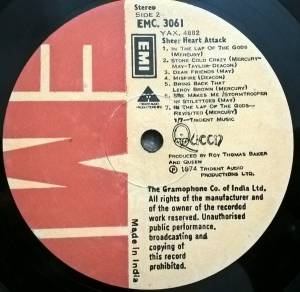 Stereo
SIDE 2
EMC. 3061
YAX. 4882
Sheer Heart Attack
EMI
1. IN THE LAP OF THE GODS
(MERCURY)
2. STONE COLD CRAZY (MERCURY—
MAY—TAYLOR—DEACON)
3. DEAR FRIENDS (MAY)
4. MISFIRE (DEACON)
5. BRING BACK THAT
LEROY BROWN (MERCURY)
6. SHE MAKES ME /STORMTROOPER
IN STILETTOES (MAY)
7. IN THE LAP OF THE GODS—
REVISITED (MERCURY)
TRIDENT MUSIC
Queen
PRODUCED BY ROY THOMAS BAKER
AND QUEEN
℗ 1974 TRIDENT AUDIO
PRODUCTIONS LTD.
The Gramophone Co. of India Ltd.
All rights of the manufacturer and
of the owner of the recorded
work reserved. Unauthorised
public performance,
broadcasting and
copying of
this record
prohibited.
Made in India
EMI